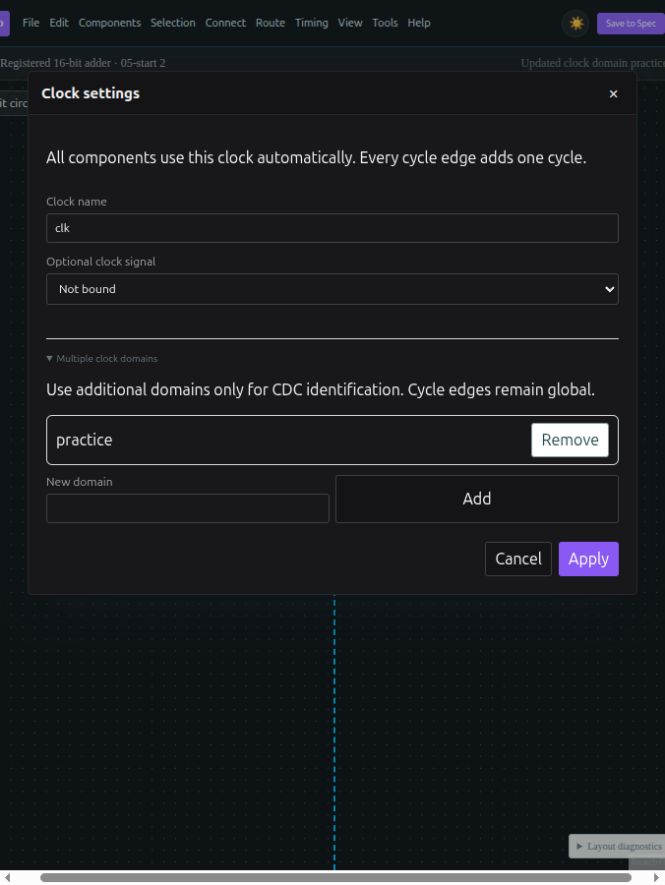 File Edit Components Selection Connect Route Timing View Tools Help
Save to Spec
Registered 16-bit adder · 05-start 2
Updated clock domain practice
it circ
Clock settings
×
All components use this clock automatically. Every cycle edge adds one cycle.
Clock name
clk
Optional clock signal
Not bound
▼ Multiple clock domains
Use additional domains only for CDC identification. Cycle edges remain global.
practice
Remove
New domain
Add
Cancel
Apply
► Layout diagnostics